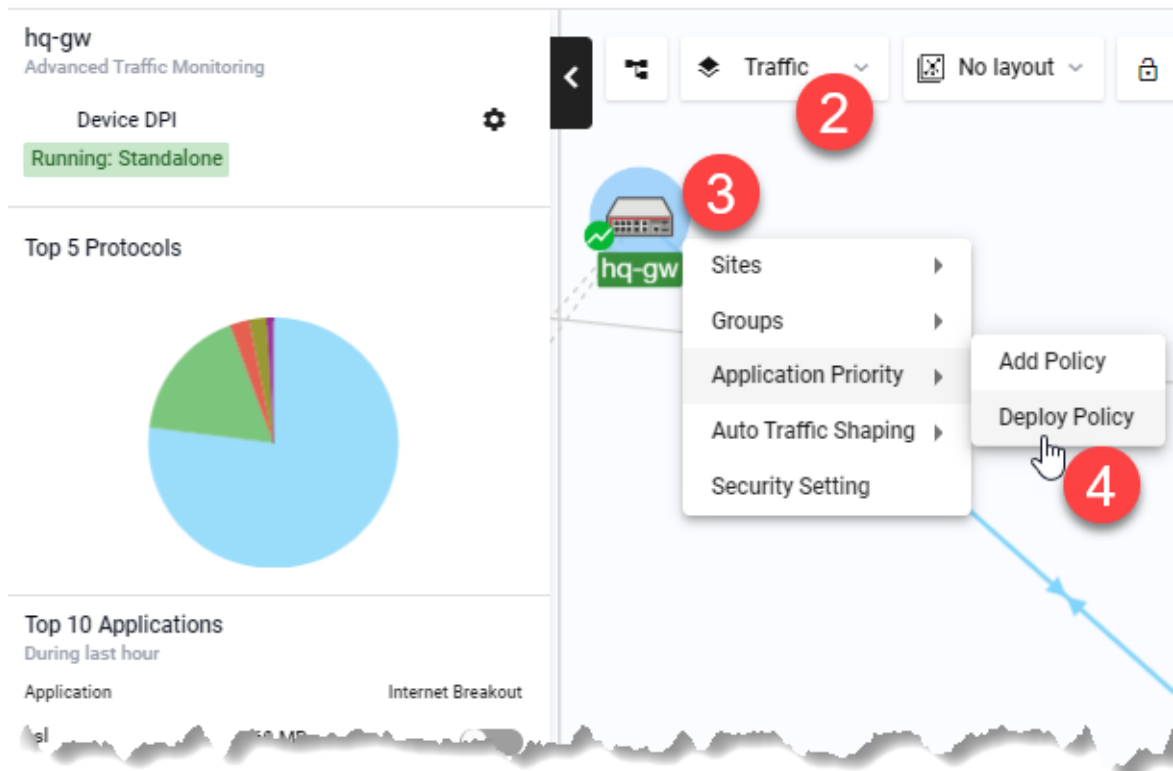 hq-gw
Advanced Traffic Monitoring
Device DPI
Running: Standalone
Top 5 Protocols
Top 10 Applications
During last hour
Application Internet Breakout
Traffic
No layout
2
3
hq-gw
Sites
Groups
Application Priority
Auto Traffic Shaping
Security Setting
Add Policy
Deploy Policy
4